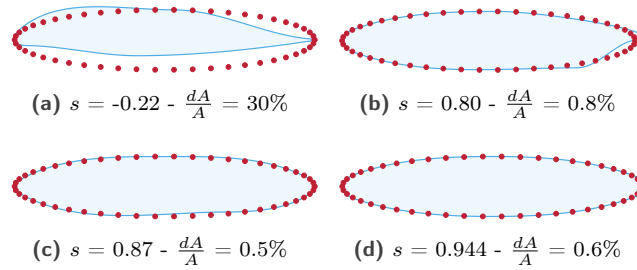 (a) s = -0.22 - dA/A = 30%
(b) s = 0.80 - dA/A = 0.8%
(c) s = 0.87 - dA/A = 0.5%
(d) s = 0.944 - dA/A = 0.6%